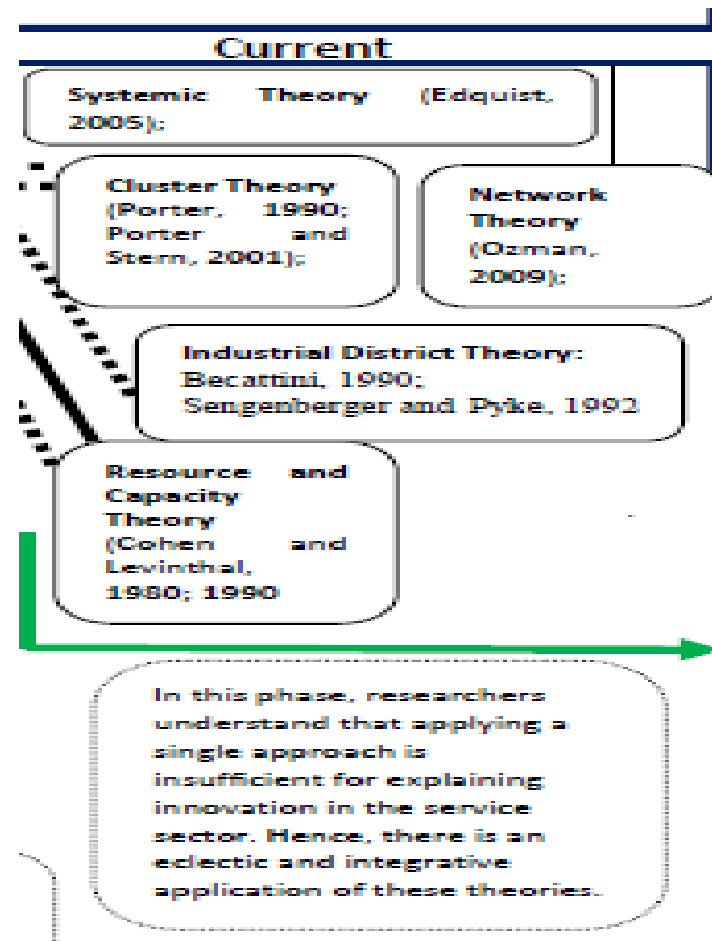 Current
Systemic Theory (Edquist,
2005);
Cluster Theory
(Porter, 1990;
Porter and
Stern, 2001);
Network
Theory
(Ozman,
2009);
Industrial District Theory:
Becattini, 1990;
Sengenberger and Pyke, 1992
Resource and
Capacity
Theory
(Cohen and
Levinthal,
1980; 1990
In this phase, researchers
understand that applying a
single approach is
insufficient for explaining
innovation in the service
sector. Hence, there is an
eclectic and integrative
application of these theories.